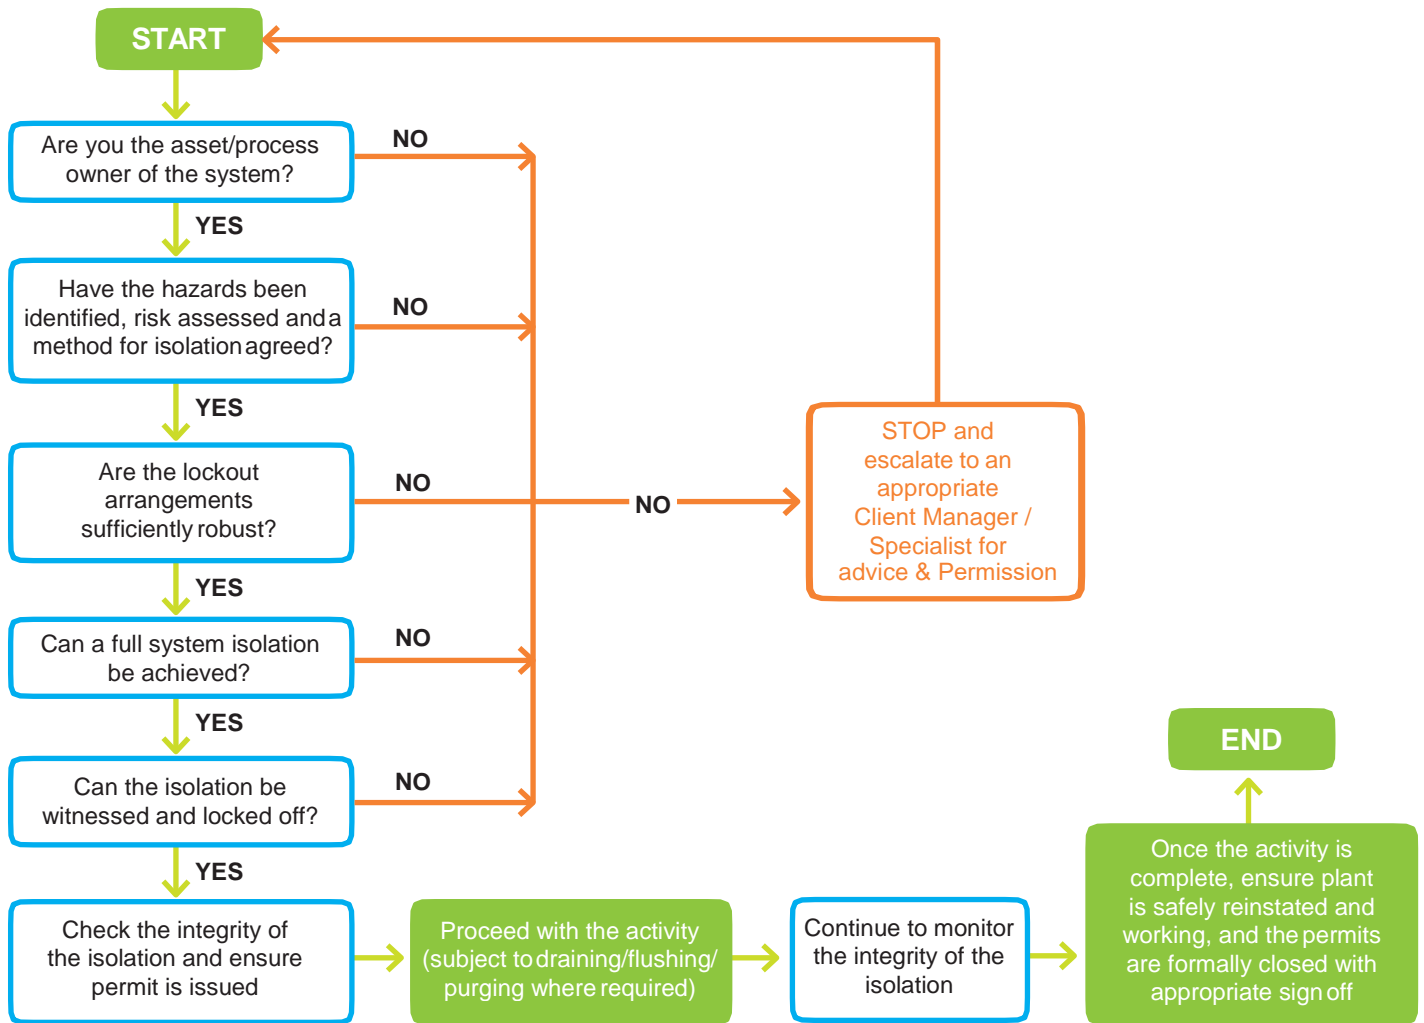 START
Are you the asset/process
owner of the system?
NO
YES
Have the hazards been
identified, risk assessed and a
method for isolation agreed?
NO
YES
Are the lockout
arrangements
sufficiently robust?
NO
NO
STOP and
escalate to an
appropriate
Client Manager /
Specialist for
advice & Permission
YES
Can a full system isolation
be achieved?
NO
YES
Can the isolation be
witnessed and locked off?
NO
YES
Check the integrity of
the isolation and ensure
permit is issued
Proceed with the activity
(subject to draining/flushing/
purging where required)
Continue to monitor
the integrity of the
isolation
Once the activity is
complete, ensure plant
is safely reinstated and
working, and the permits
are formally closed with
appropriate sign off
END